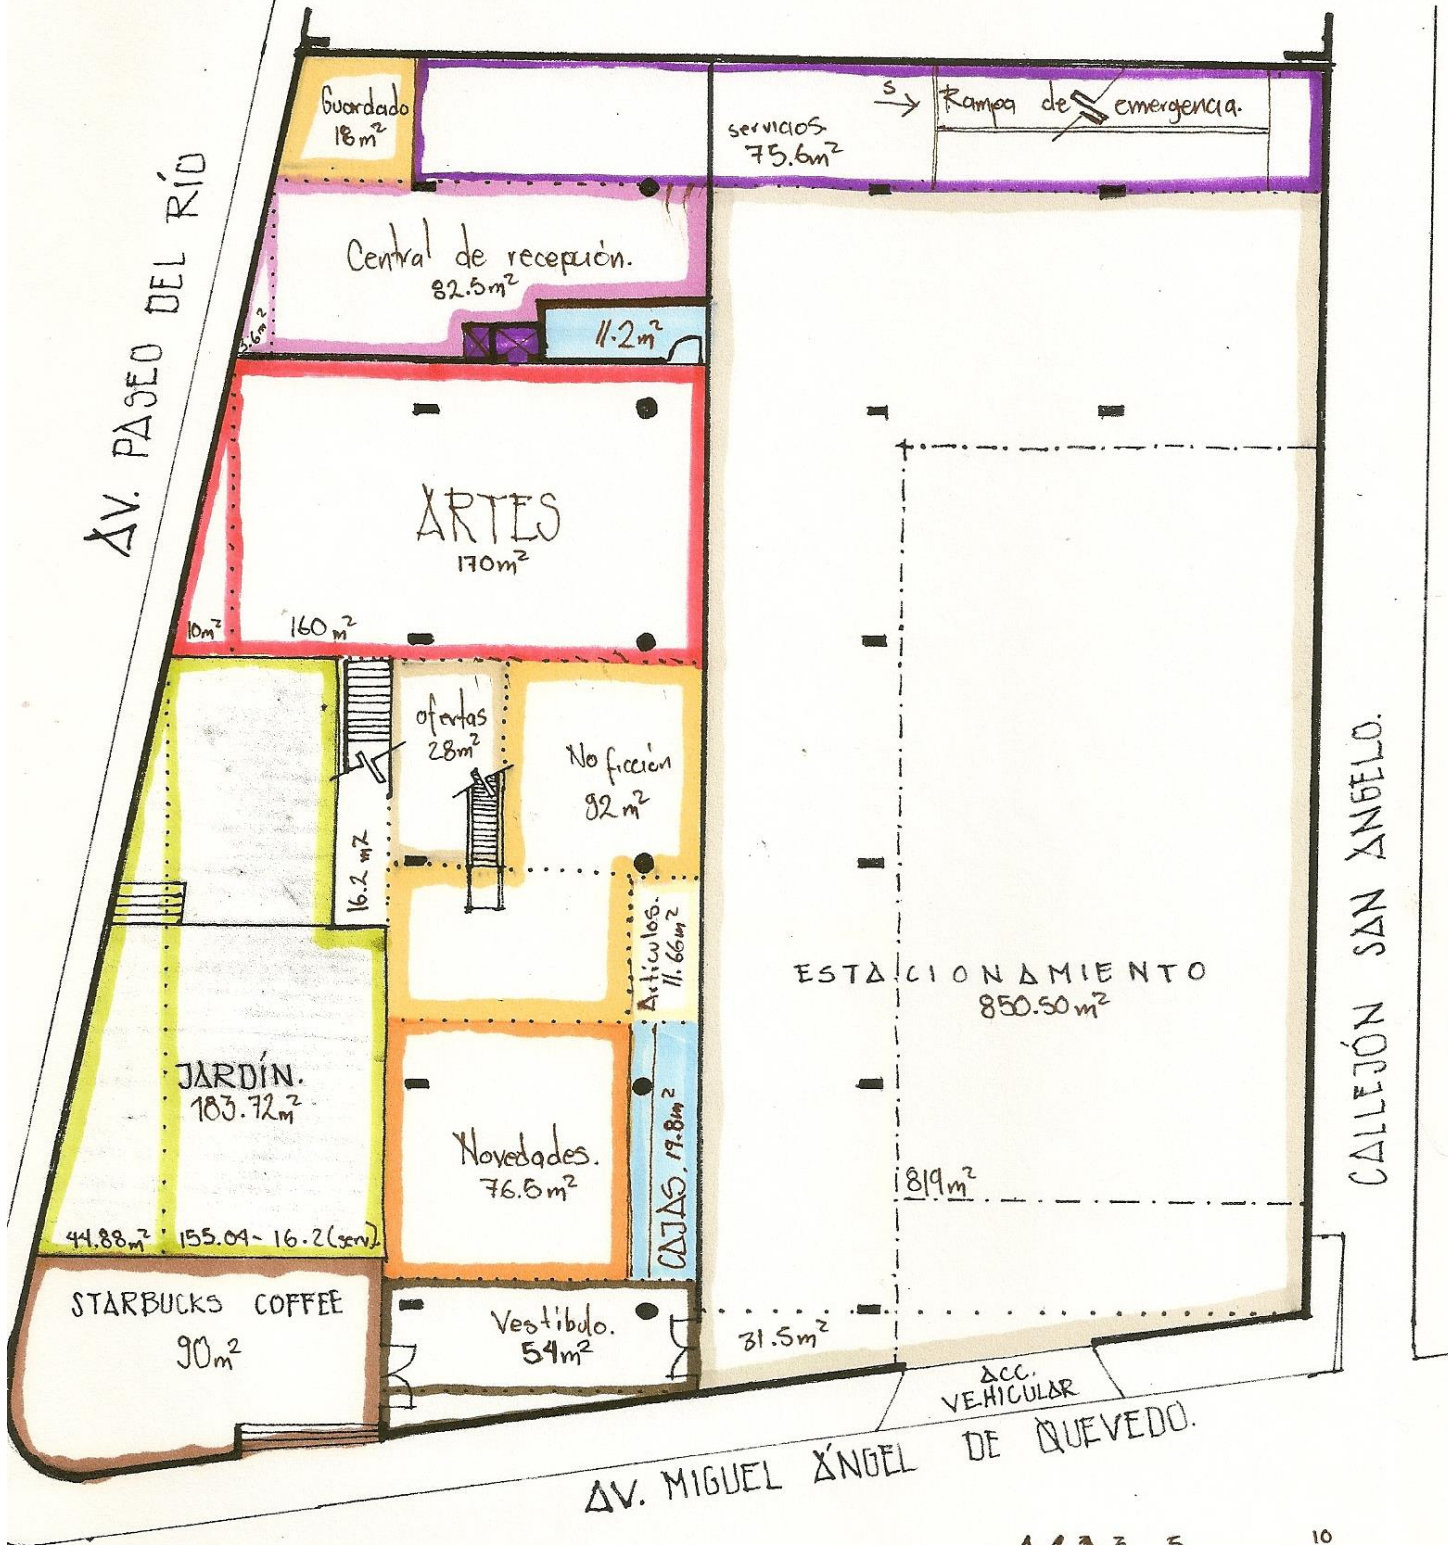 Guardado
18m²
servicios.
75.6m²
S
Rampa de emergencia.
Central de recepción.
82.5m²
3.6m²
11.2m²
AV. PASEO DEL RÍO
ARTES
170m²
10m²
160m²
ofertas
28m²
No ficción
92m²
16.2m²
Artículos.
11.66m²
ESTACIONAMIENTO
850.50m²
CALLEJÓN SAN ANGELO.
JARDÍN.
183.72m²
44.88m²
155.04-16.2(serv)
Novedades.
76.5m²
CAJAS. 19.8m²
819m²
STARBUCKS COFFEE
90m²
Vestíbulo.
54m²
31.5m²
ACC.
VEHICULAR
AV. MIGUEL ÁNGEL DE QUEVEDO.
10